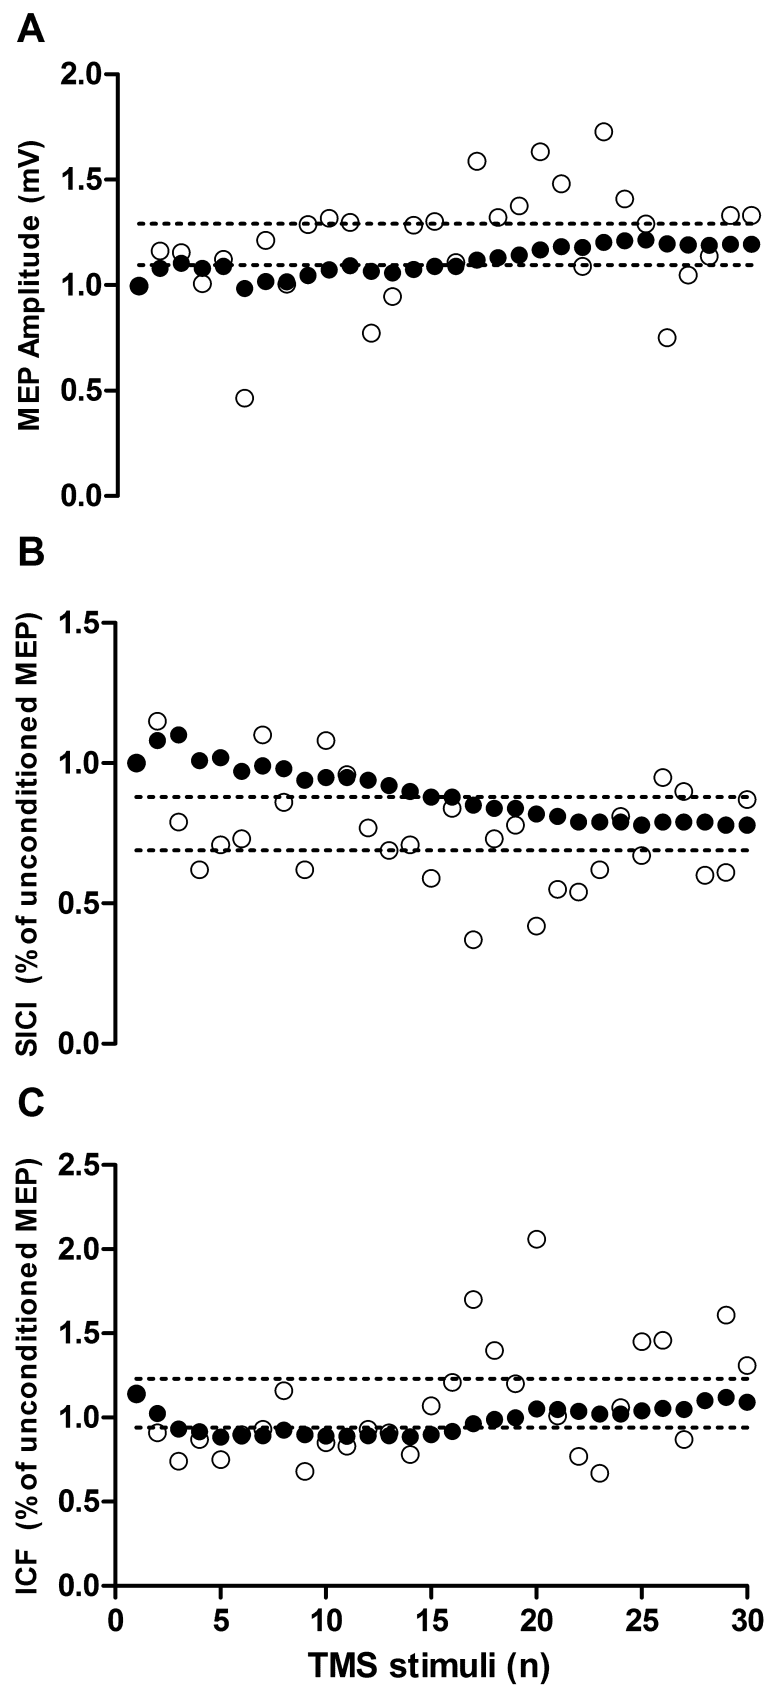 A
MEP Amplitude (mV)
2.0
1.5
1.0
0.5
0.0
B
SICI (% of unconditioned MEP)
1.5
1.0
0.5
0.0
C
ICF (% of unconditioned MEP)
2.5
2.0
1.5
1.0
0.5
0.0
0 5 10 15 20 25 30
TMS stimuli (n)